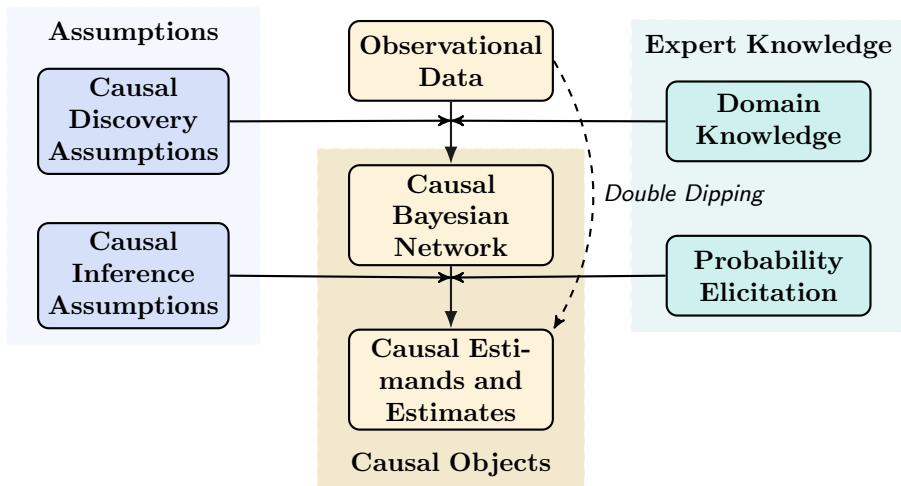 Assumptions
Causal
Discovery
Assumptions
Causal
Inference
Assumptions
Observational
Data
Causal
Bayesian
Network
Causal Esti-
mands and
Estimates
Causal Objects
Double Dipping
Expert Knowledge
Domain
Knowledge
Probability
Elicitation